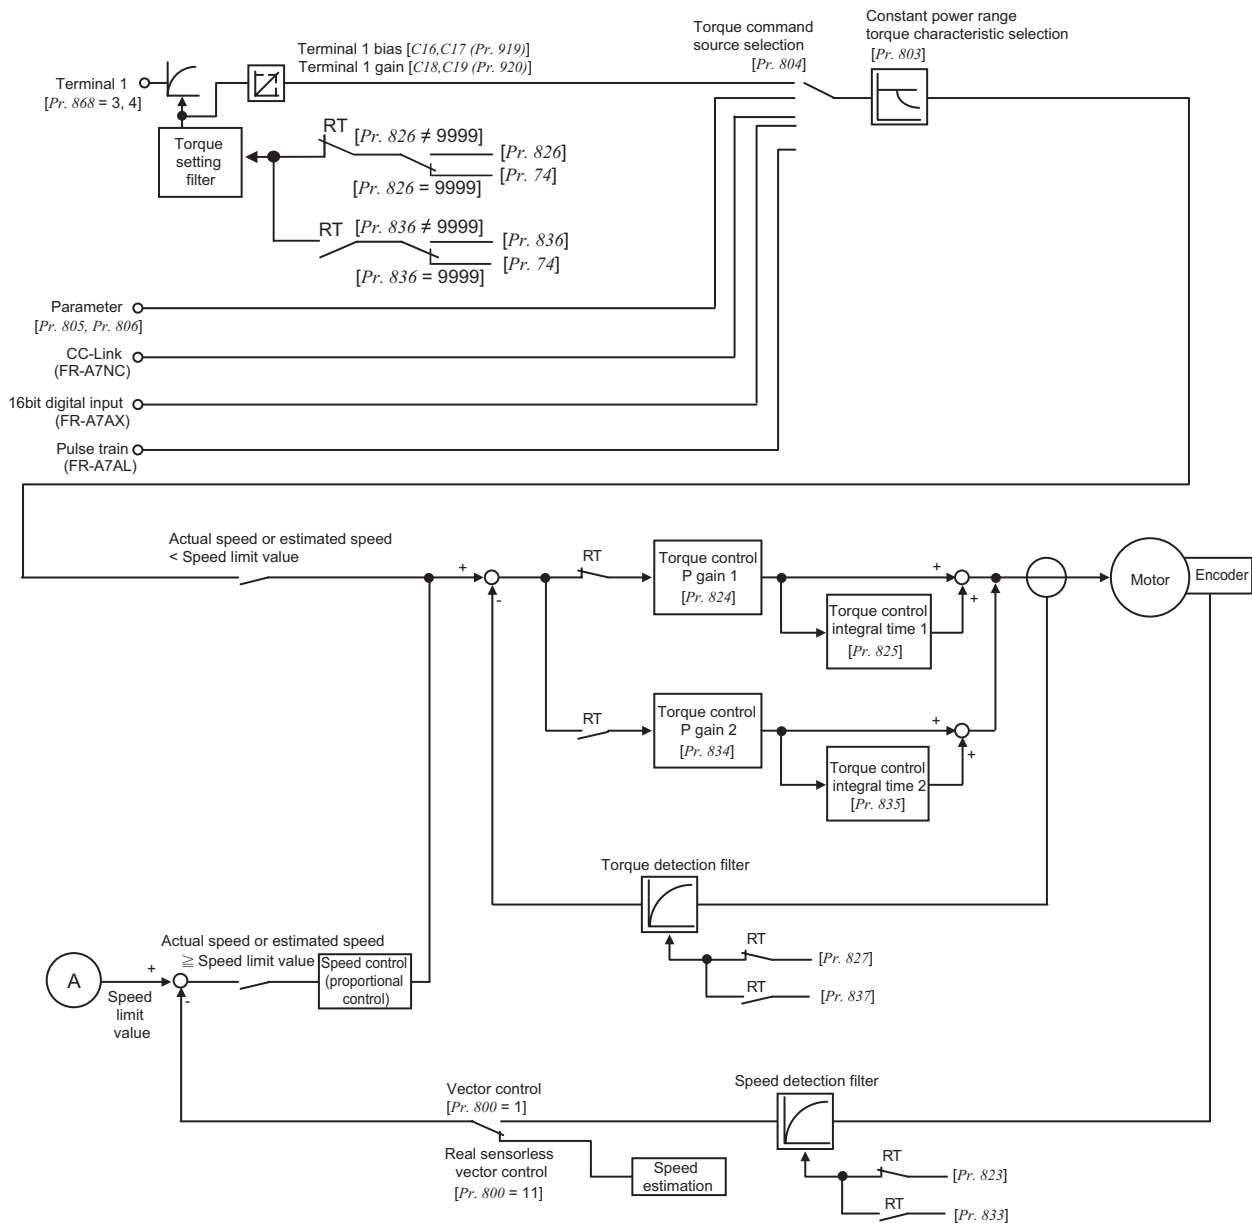 Torque command
source selection
[Pr. 804]
Constant power range
torque characteristic selection
[Pr. 803]
Terminal 1 bias [C16,C17 (Pr. 919)]
Terminal 1 gain [C18,C19 (Pr. 920)]
Terminal 1
[Pr. 868 = 3, 4]
Torque
setting
filter
RT
[Pr. 826 ≠ 9999]
[Pr. 826]
[Pr. 74]
[Pr. 826 = 9999]
RT
[Pr. 836 ≠ 9999]
[Pr. 836]
[Pr. 74]
[Pr. 836 = 9999]
Parameter
[Pr. 805, Pr. 806]
CC-Link
(FR-A7NC)
16bit digital input
(FR-A7AX)
Pulse train
(FR-A7AL)
Actual speed or estimated speed
< Speed limit value
+
-
RT
Torque control
P gain 1
[Pr. 824]
+
+
Torque control
integral time 1
[Pr. 825]
Motor
Encoder
RT
Torque control
P gain 2
[Pr. 834]
+
+
Torque control
integral time 2
[Pr. 835]
Torque detection filter
RT
[Pr. 827]
RT
[Pr. 837]
A
Speed
limit
value
+
-
Actual speed or estimated speed
≧ Speed limit value
Speed control
(proportional
control)
Vector control
[Pr. 800 = 1]
Real sensorless
vector control
[Pr. 800 = 11]
Speed
estimation
Speed detection filter
RT
[Pr. 823]
RT
[Pr. 833]